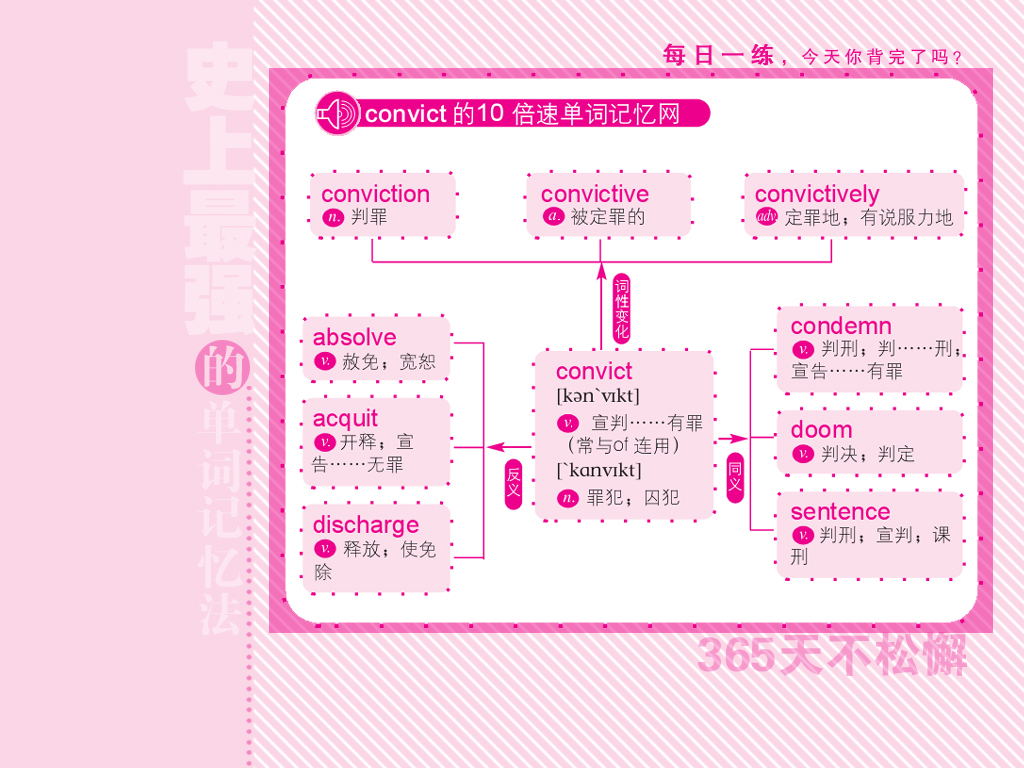 每日一练，今天你背完了吗?
史上最强的单词记忆法
convict 的10 倍速单词记忆网
conviction
n. 判罪
convictive
a. 被定罪的
convictively
adv. 定罪地；有说服力地
词性变化
absolve
v. 赦免；宽恕
acquit
v. 开释；宣
告……无罪
discharge
v. 释放；使免
除
反义
convict
[kən`vɪkt]
v. 宣判……有罪
（常与of 连用）
[`kɑnvɪkt]
n. 罪犯；囚犯
同义
condemn
v. 判刑；判……刑；
宣告……有罪
doom
v. 判决；判定
sentence
v. 判刑；宣判；课
刑
365天不松懈